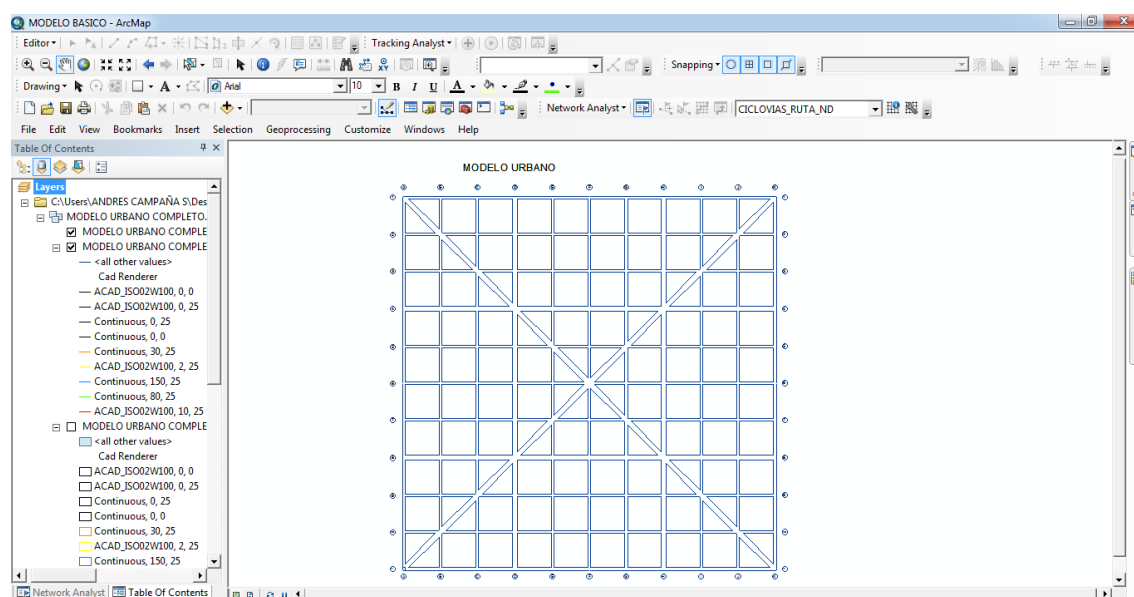 MODELO BASICO - ArcMap
Editor
Tracking Analyst
Snapping
Drawing
A
Arial
10
B I U A
Network Analyst
CICLOVIAS_RUTA_ND
File Edit View Bookmarks Insert Selection Geoprocessing Customize Windows Help
Table Of Contents
Layers
C:\Users\ANDRES CAMPAÑA S\Des
MODELO URBANO COMPLETO.
MODELO URBANO COMPLE
MODELO URBANO COMPLE
<all other values>
Cad Renderer
ACAD_ISO02W100, 0, 0
ACAD_ISO02W100, 0, 25
Continuous, 0, 25
Continuous, 0, 0
Continuous, 30, 25
ACAD_ISO02W100, 2, 25
Continuous, 150, 25
Continuous, 80, 25
ACAD_ISO02W100, 10, 25
MODELO URBANO COMPLE
<all other values>
Cad Renderer
ACAD_ISO02W100, 0, 0
ACAD_ISO02W100, 0, 25
Continuous, 0, 25
Continuous, 0, 0
Continuous, 30, 25
ACAD_ISO02W100, 2, 25
Continuous, 150, 25
Network Analyst
Table Of Contents
MODELO URBANO